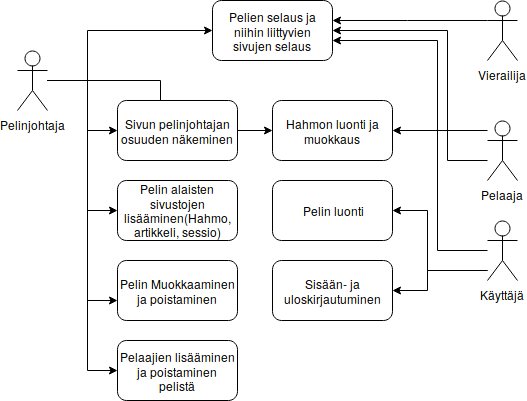 Pelien selaus ja
niihin liittyvien
sivujen selaus
Vierailija
Pelinjohtaja
Sivun pelinjohtajan
osuuden näkeminen
Hahmon luonti ja
muokkaus
Pelaaja
Pelin alaisten
sivustojen
lisääminen(Hahmo,
artikkeli, sessio)
Pelin luonti
Pelin Muokkaaminen
ja poistaminen
Sisään- ja
uloskirjautuminen
Käyttäjä
Pelaajien lisääminen
ja poistaminen
pelistä